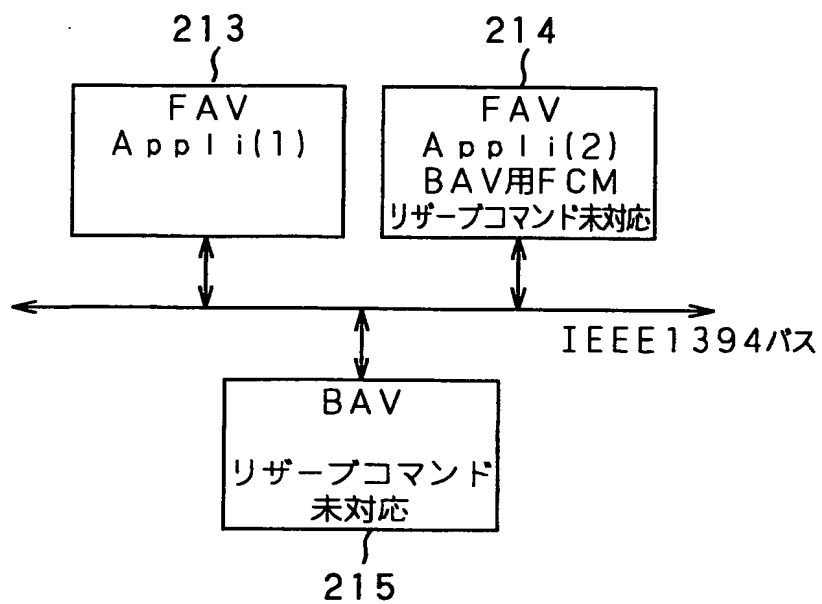 213
FAV
Appli(1)
214
FAV
Appli(2)
BAV用FCM
リザーブコマンド未対応
IEEE1394バス
BAV
リザーブコマンド
未対応
215